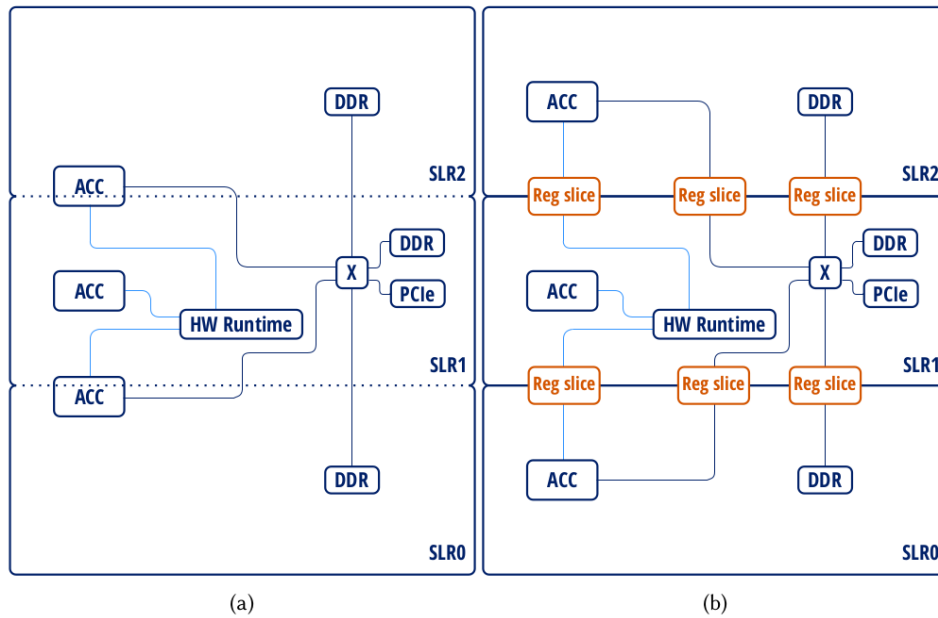 DDR
SLR2
ACC
DDR
X
ACC
PCIe
HW Runtime
SLR1
ACC
DDR
SLR0
(a)
ACC
DDR
SLR2
Reg slice
Reg slice
Reg slice
DDR
X
ACC
PCIe
HW Runtime
SLR1
Reg slice
Reg slice
Reg slice
ACC
DDR
SLR0
(b)